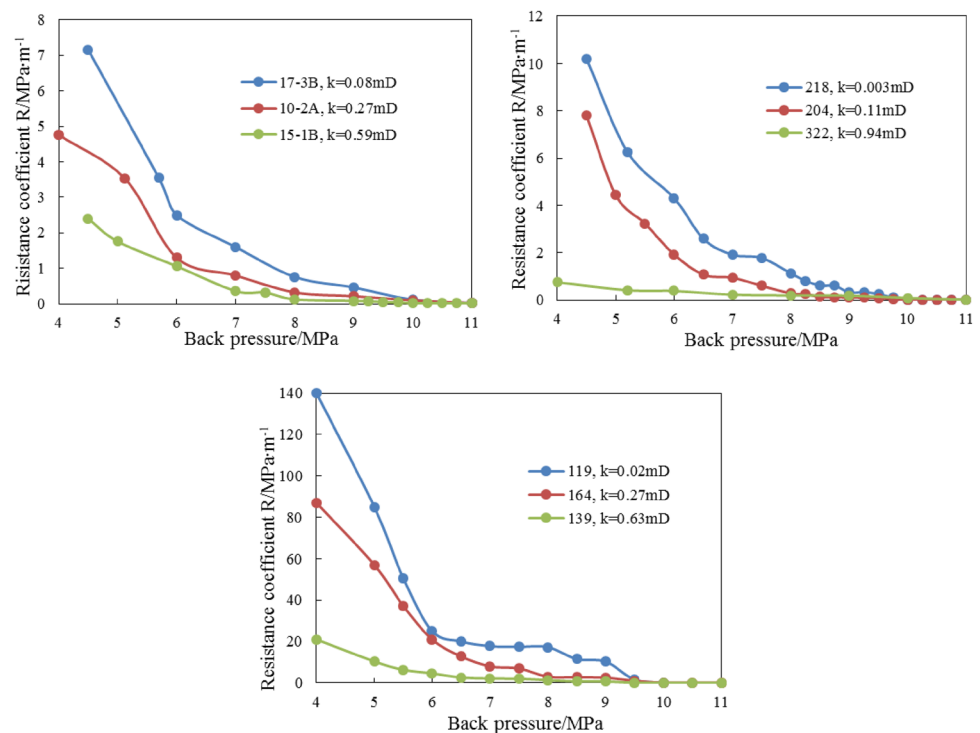 Risistance coefficient R/MPa·m⁻¹
8
7
6
5
4
3
2
1
0
17-3B, k=0.08mD
10-2A, k=0.27mD
15-1B, k=0.59mD
4 5 6 7 8 9 10 11
Back pressure/MPa
Resistance coefficient R/MPa·m⁻¹
12
10
8
6
4
2
0
218, k=0.003mD
204, k=0.11mD
322, k=0.94mD
4 5 6 7 8 9 10 11
Back pressure/MPa
Resistance coefficient R/MPa·m⁻¹
140
120
100
80
60
40
20
0
119, k=0.02mD
164, k=0.27mD
139, k=0.63mD
4 5 6 7 8 9 10 11
Back pressure/MPa